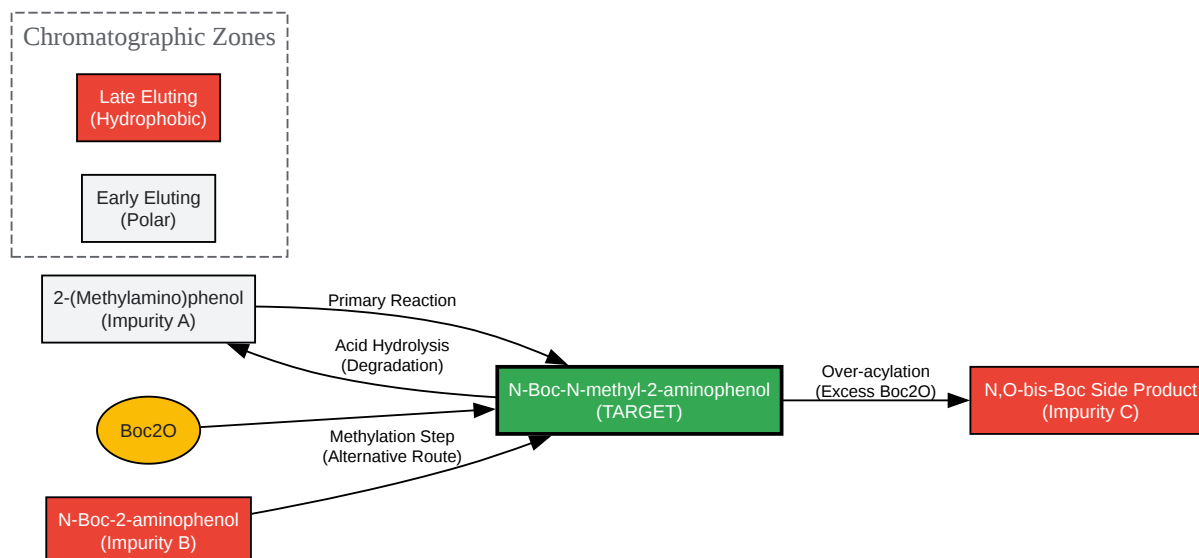 Chromatographic Zones
Late Eluting
(Hydrophobic)
Early Eluting
(Polar)
2-(Methylamino)phenol
(Impurity A)
Primary Reaction
Acid Hydrolysis
(Degradation)
N-Boc-N-methyl-2-aminophenol
(TARGET)
Over-acylation
(Excess Boc2O)
N,O-bis-Boc Side Product
(Impurity C)
Boc2O
Methylation Step
(Alternative Route)
N-Boc-2-aminophenol
(Impurity B)